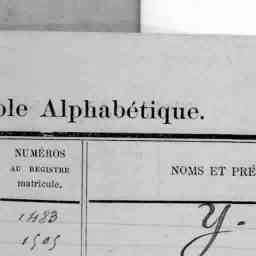 ble Alphabétique.
NUMÉROS
AU REGISTRE
matricule.
NOMS ET PRÉ
1483
Y.
1505